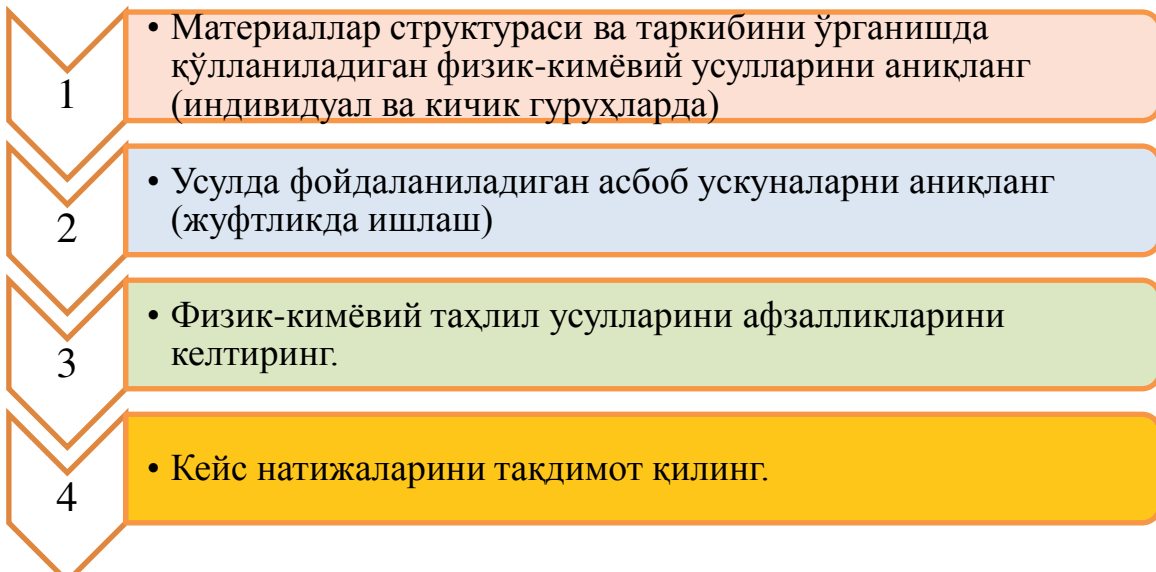 1
• Материаллар структураси ва таркибини ўрганишда
қўлланиладиган физик-кимёвий усулларини аниқланг
(индивидуал ва кичик гуруҳларда)
2
• Усулда фойдаланиладиган асбоб ускуналарни аниқланг
(жуфтликда ишлаш)
3
• Физик-кимёвий таҳлил усулларини афзалликларини
келтиринг.
4
• Кейс натижаларини тақдимот қилинг.